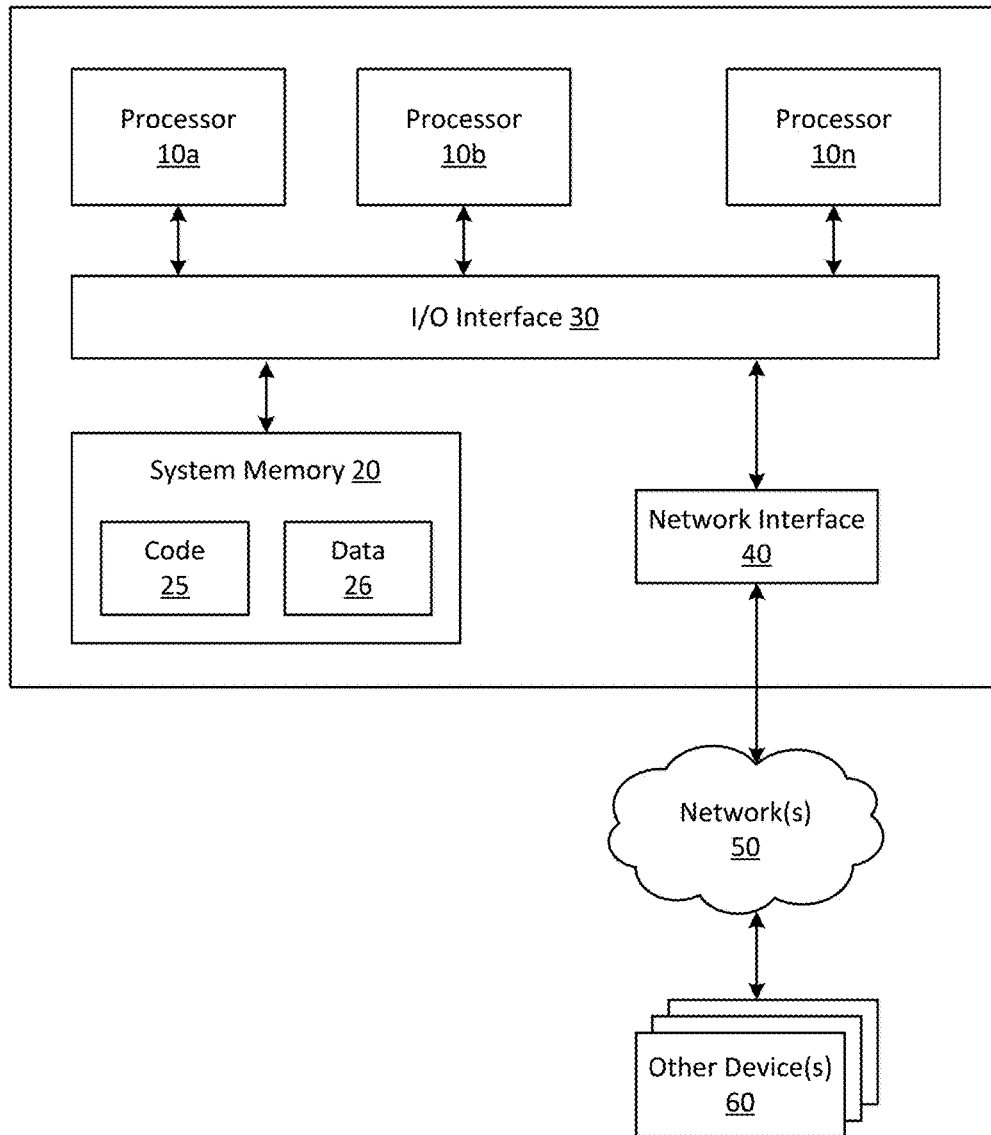 Processor
10a
Processor
10b
Processor
10n
I/O Interface 30
System Memory 20
Code
25
Data
26
Network Interface
40
Network(s)
50
Other Device(s)
60